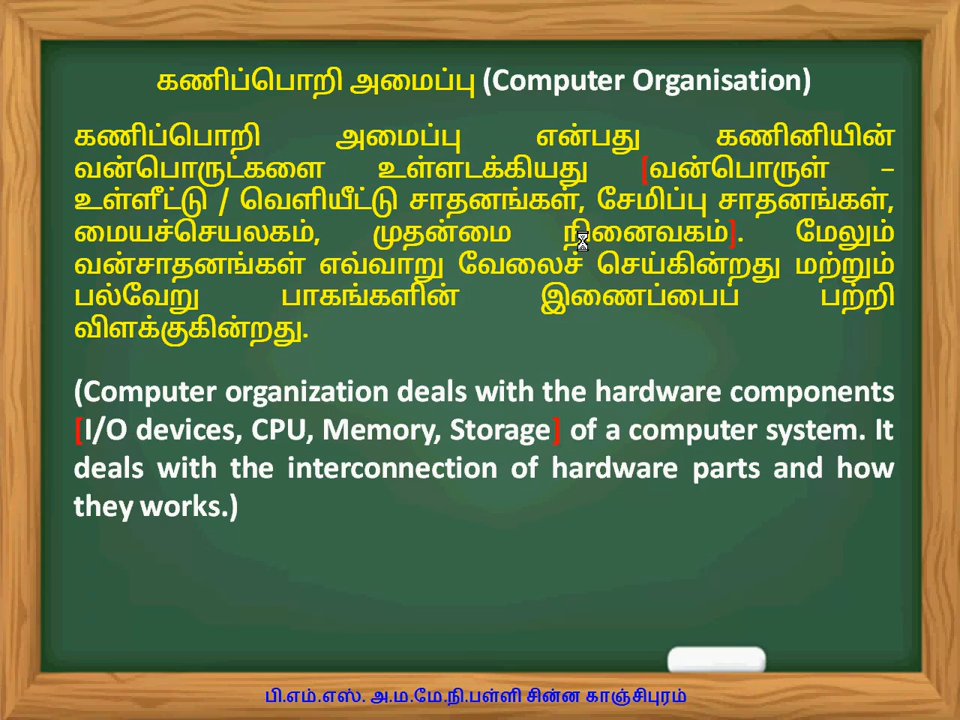 கணிப்பொறி அமைப்பு (Computer Organisation)
கணிப்பொறி அமைப்பு என்பது கணினியின்
வன்பொருட்களை உள்ளடக்கியது [வன்பொருள் –
உள்ளீட்டு / வெளியீட்டு சாதனங்கள், சேமிப்பு சாதனங்கள்,
மையச்செயலகம், முதன்மை நினைவகம்]. மேலும்
வன்சாதனங்கள் எவ்வாறு வேலைச் செய்கின்றது மற்றும்
பல்வேறு பாகங்களின் இணைப்பைப் பற்றி
விளக்குகின்றது.
(Computer organization deals with the hardware components
[I/O devices, CPU, Memory, Storage] of a computer system. It
deals with the interconnection of hardware parts and how
they works.)
பி.எம்.எஸ். அ.ம.மே.நி.பள்ளி சின்ன காஞ்சிபுரம்